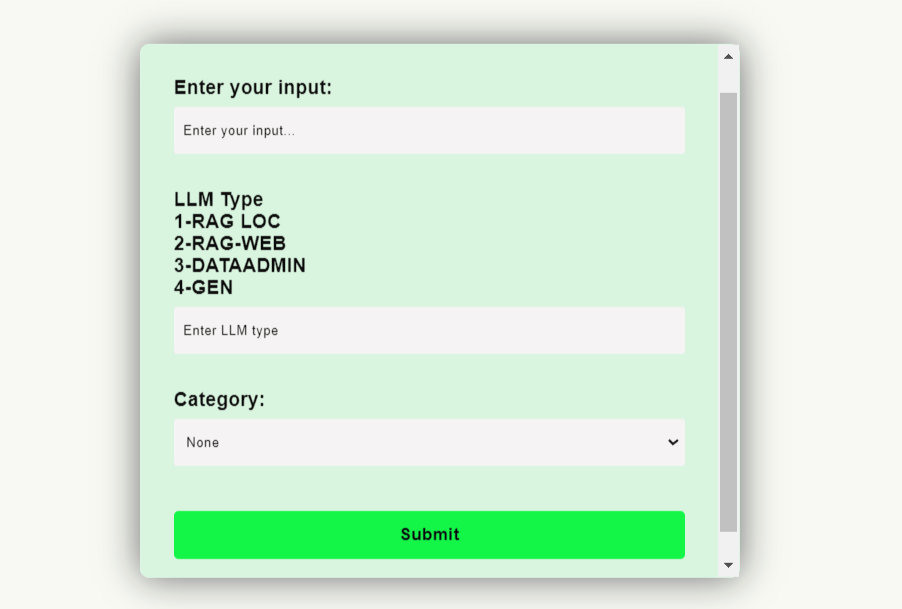 Enter your input:
Enter your input...
LLM Type
1-RAG LOC
2-RAG-WEB
3-DATAADMIN
4-GEN
Enter LLM type
Category:
None
Submit